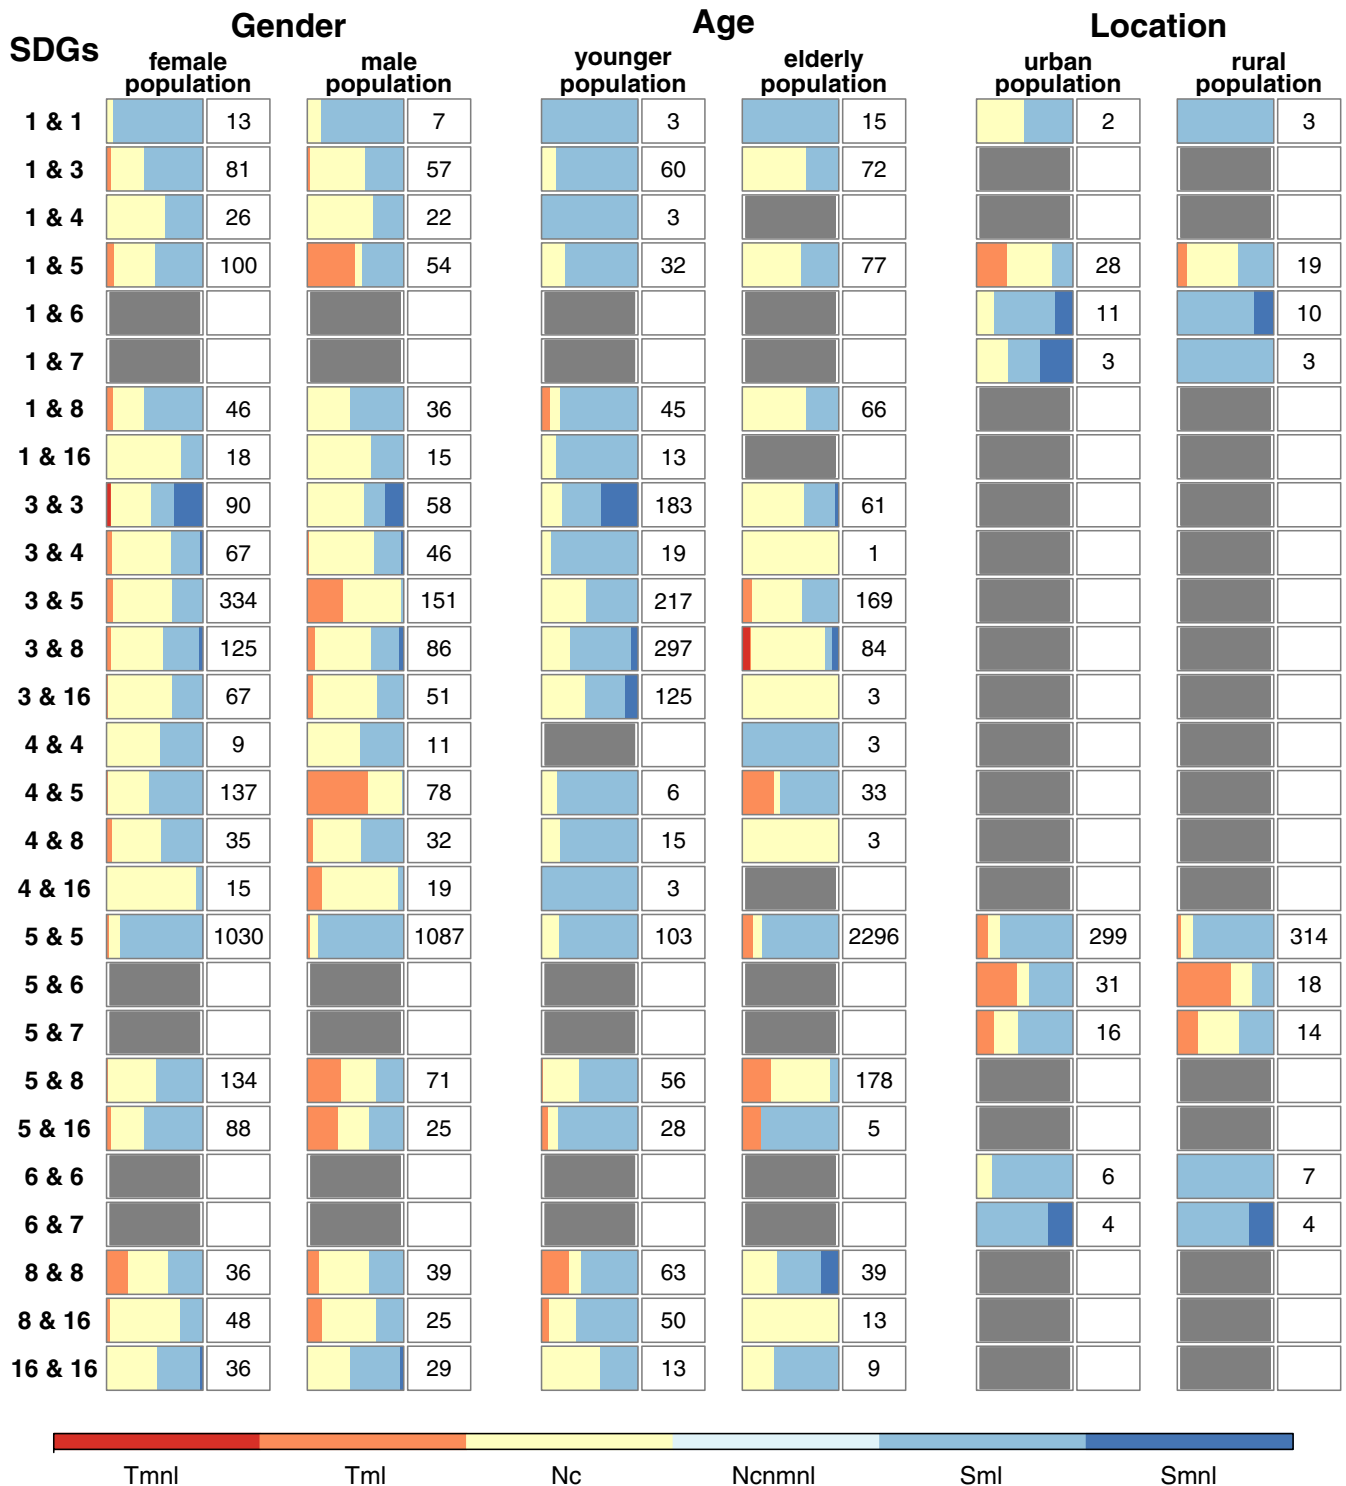 Gender Age Location
SDGs
female population male population younger population elderly population urban population rural population
1 & 1 13 7 3 15 2 3
1 & 3 81 57 60 72
1 & 4 26 22 3
1 & 5 100 54 32 77 28 19
1 & 6 11 10
1 & 7 3 3
1 & 8 46 36 45 66
1 & 16 18 15 13
3 & 3 90 58 183 61
3 & 4 67 46 19 1
3 & 5 334 151 217 169
3 & 8 125 86 297 84
3 & 16 67 51 125 3
4 & 4 9 11 3
4 & 5 137 78 6 33
4 & 8 35 32 15 3
4 & 16 15 19 3
5 & 5 1030 1087 103 2296 299 314
5 & 6 31 18
5 & 7 16 14
5 & 8 134 71 56 178
5 & 16 88 25 28 5
6 & 6 6 7
6 & 7 4 4
8 & 8 36 39 63 39
8 & 16 48 25 50 13
16 & 16 36 29 13 9
Tmnl Tml Nc Ncnmnl Sml Smnl